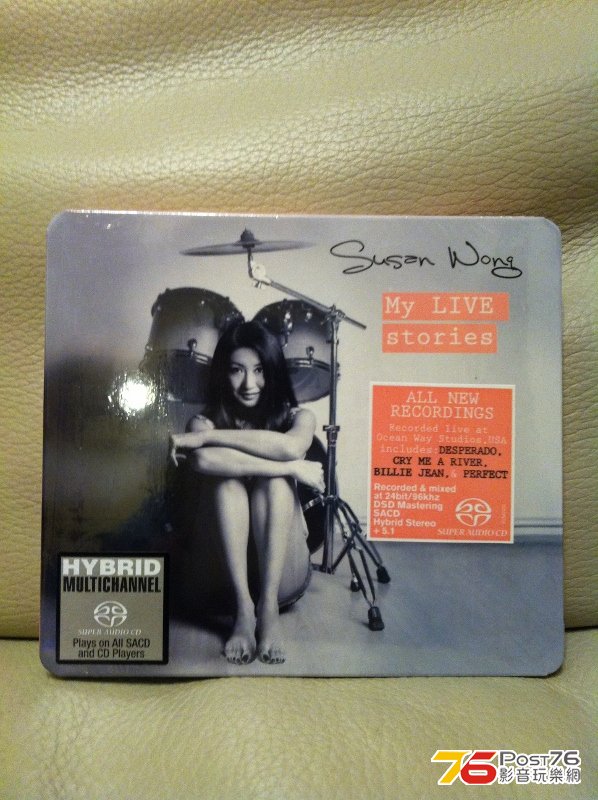 Susan Wong
My LIVE
stories
ALL NEW
RECORDINGS
Recorded live at
Ocean Way Studios, USA
includes DESPERADO,
CRY ME A RIVER,
BILLIE JEAN, & PERFECT
Recorded & mixed
at 24bit/96khz
DSD Mastering
SACD
Hybrid Stereo
+ 5.1
SUPER AUDIO CD
HYBRID
MULTICHANNEL
SUPER AUDIO CD
Plays on All SACD
and CD Players
76 Post76
影音玩樂網